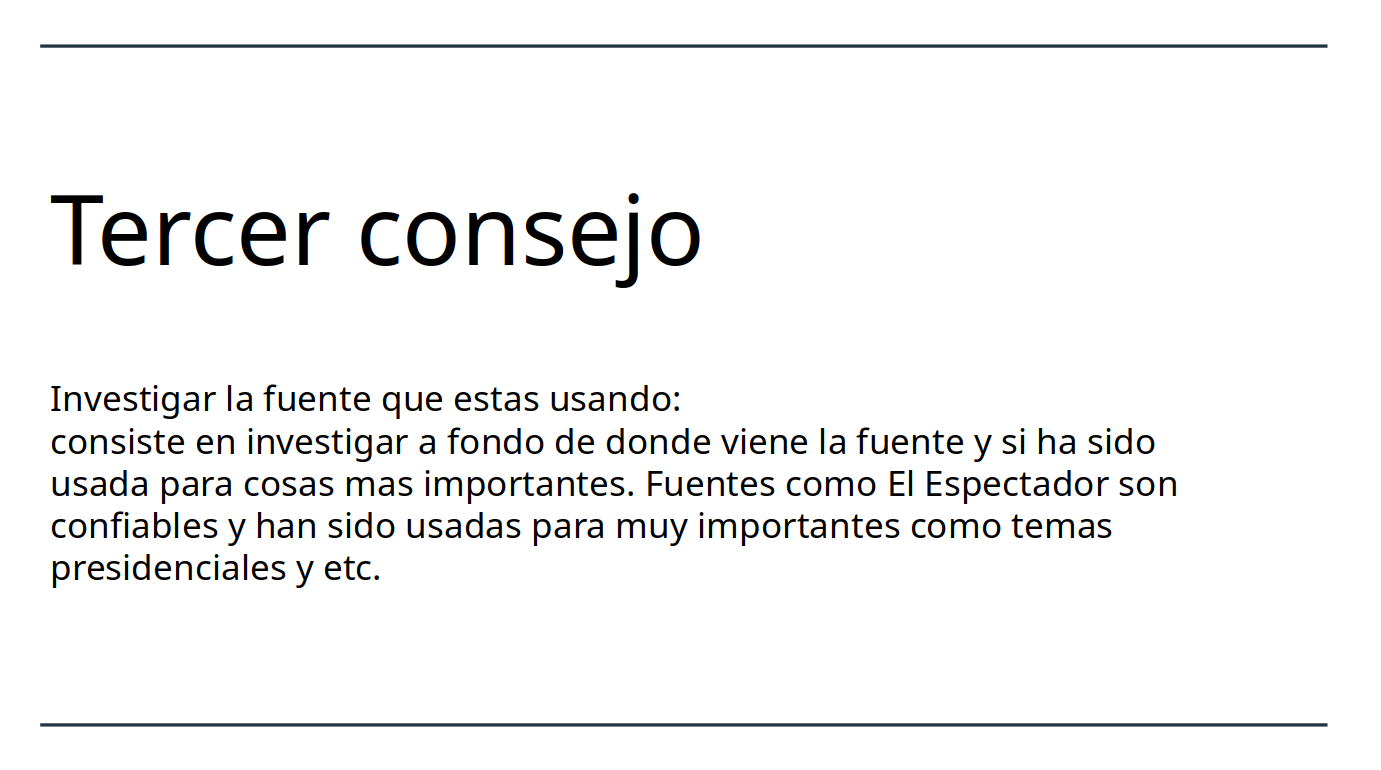 Tercer consejo
Investigar la fuente que estas usando:
consiste en investigar a fondo de donde viene la fuente y si ha sido
usada para cosas mas importantes. Fuentes como El Espectador son
confiables y han sido usadas para muy importantes como temas
presidenciales y etc.